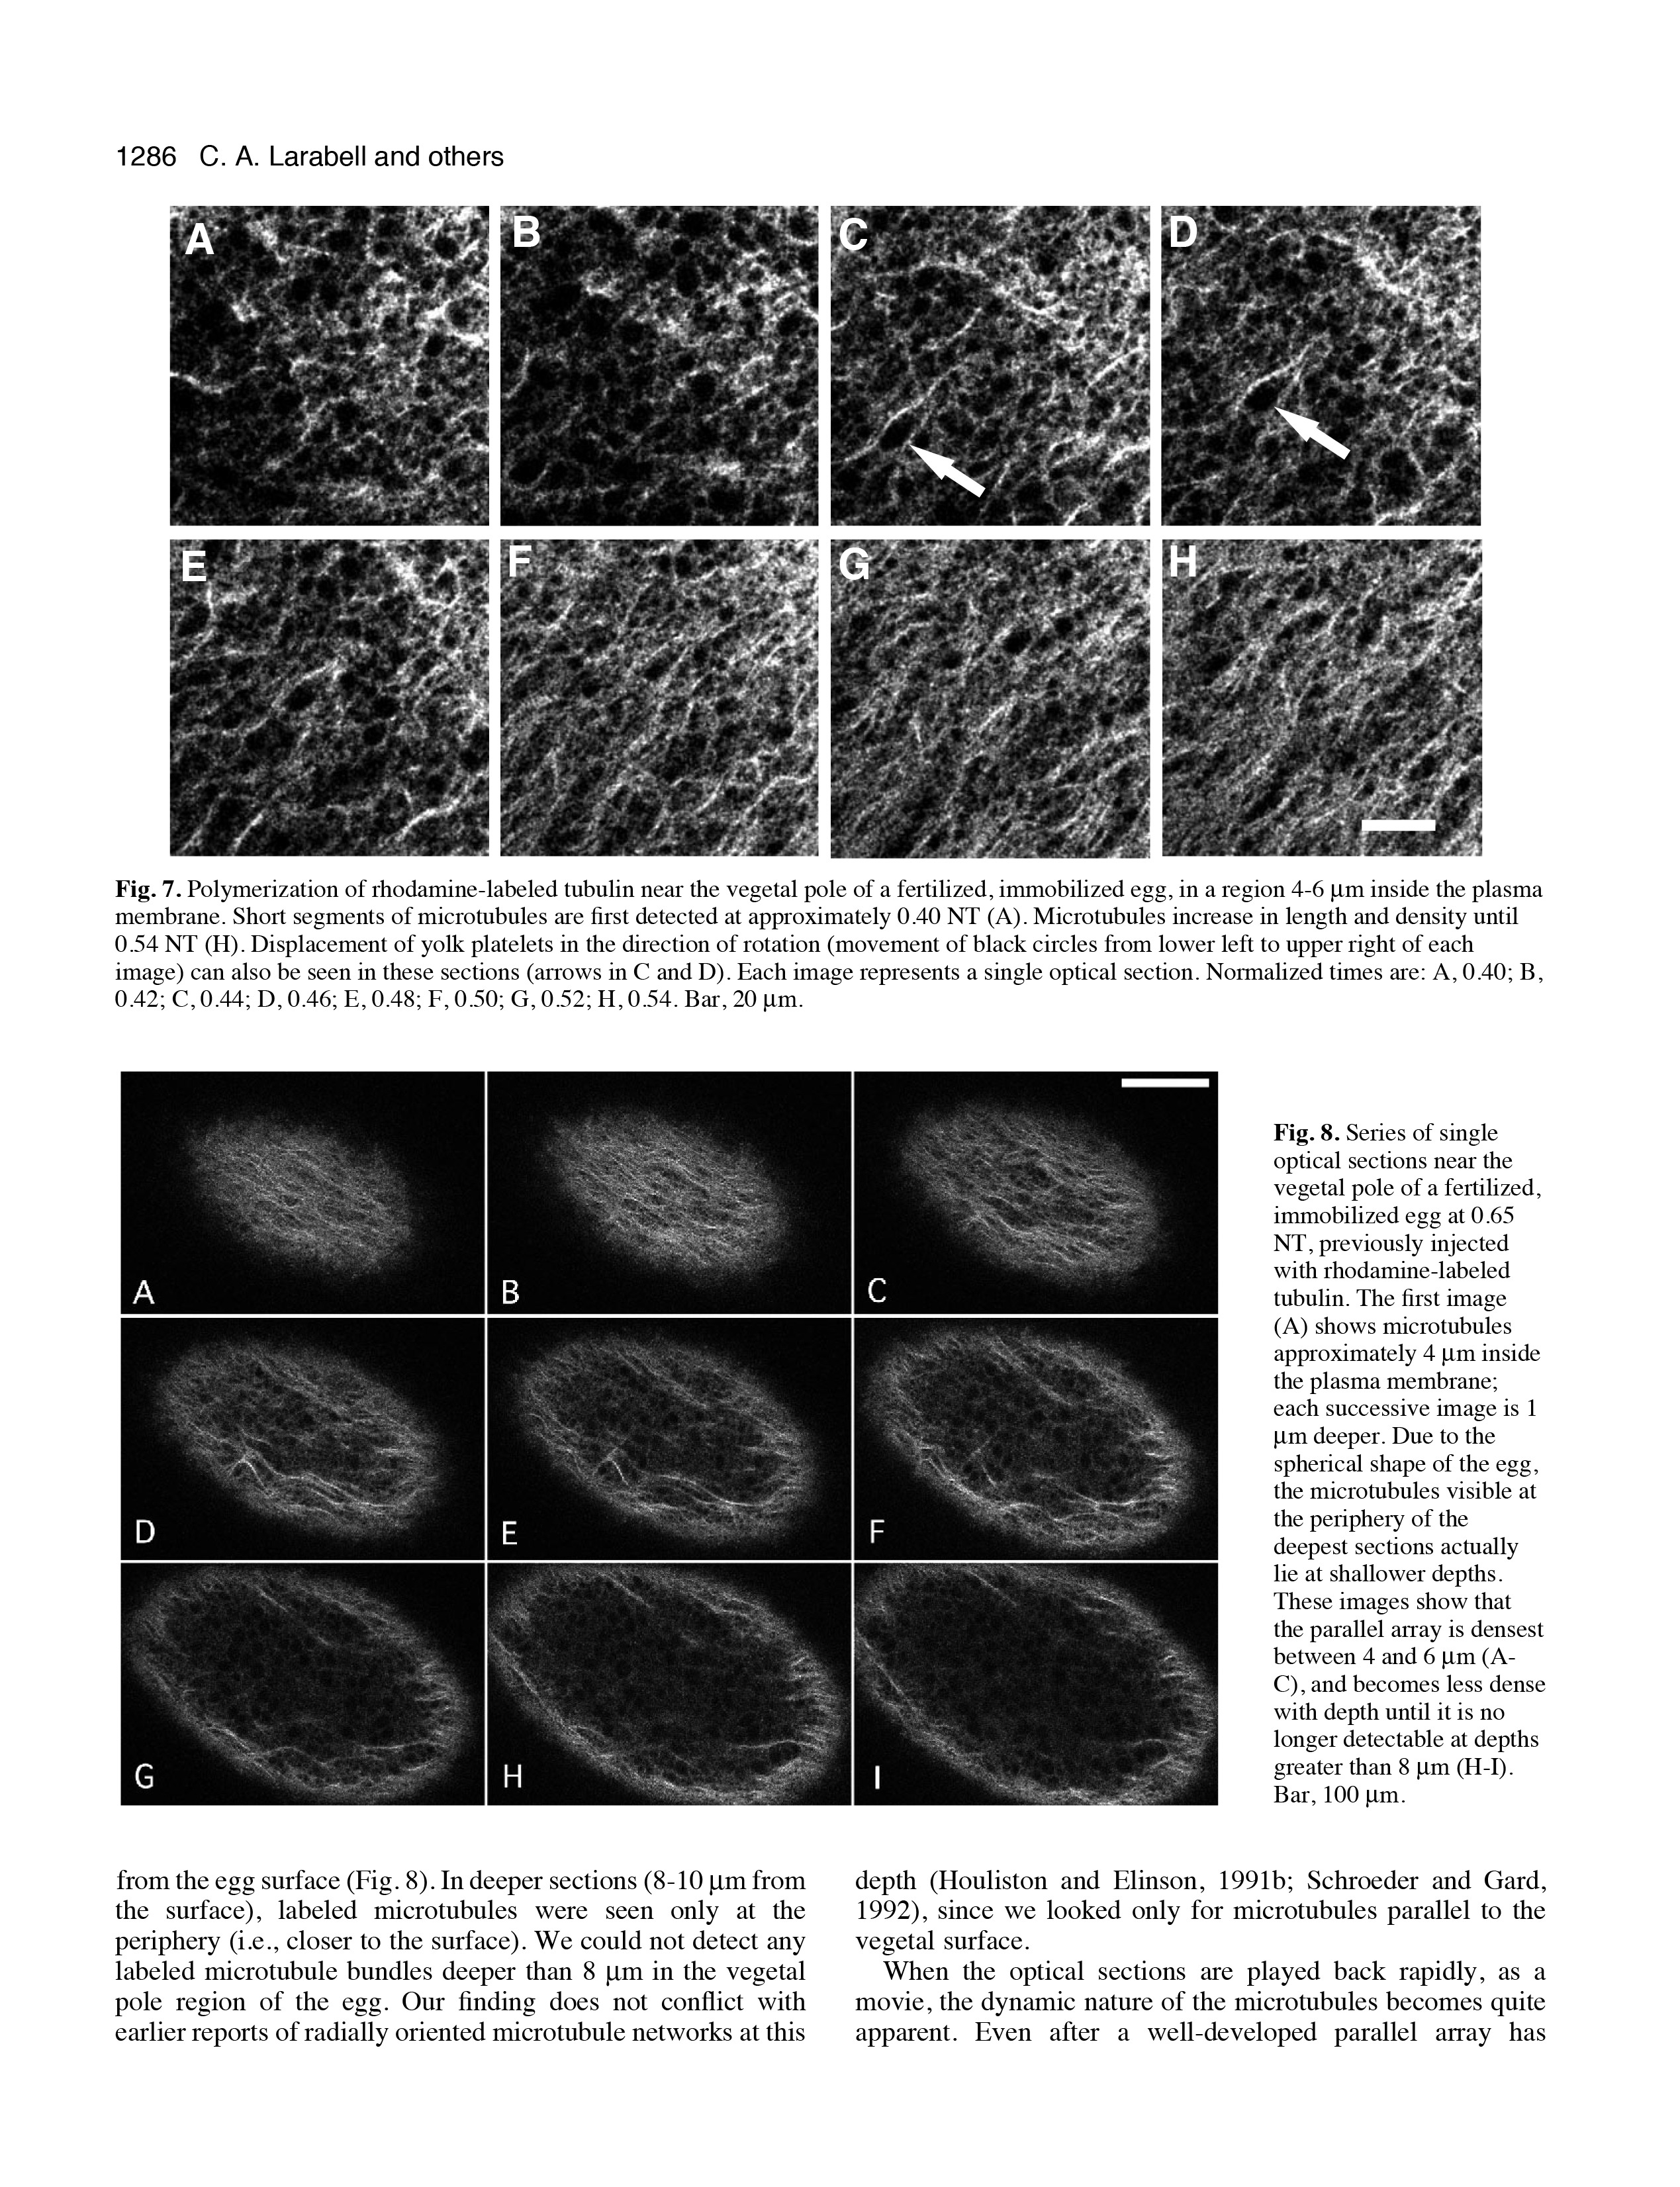 1286 C. A. Larabell and others
A
B
C
D
E
F
G
H
Fig. 7. Polymerization of rhodamine-labeled tubulin near the vegetal pole of a fertilized, immobilized egg, in a region 4-6 µm inside the plasma
membrane. Short segments of microtubules are first detected at approximately 0.40 NT (A). Microtubules increase in length and density until
0.54 NT (H). Displacement of yolk platelets in the direction of rotation (movement of black circles from lower left to upper right of each
image) can also be seen in these sections (arrows in C and D). Each image represents a single optical section. Normalized times are: A, 0.40; B,
0.42; C, 0.44; D, 0.46; E, 0.48; F, 0.50; G, 0.52; H, 0.54. Bar, 20 µm.
A
B
C
D
E
F
G
H
I
Fig. 8. Series of single
optical sections near the
vegetal pole of a fertilized,
immobilized egg at 0.65
NT, previously injected
with rhodamine-labeled
tubulin. The first image
(A) shows microtubules
approximately 4 µm inside
the plasma membrane;
each successive image is 1
µm deeper. Due to the
spherical shape of the egg,
the microtubules visible at
the periphery of the
deepest sections actually
lie at shallower depths.
These images show that
the parallel array is densest
between 4 and 6 µm (A-
C), and becomes less dense
with depth until it is no
longer detectable at depths
greater than 8 µm (H-I).
Bar, 100 µm.
from the egg surface (Fig. 8). In deeper sections (8-10 µm from
the surface), labeled microtubules were seen only at the
periphery (i.e., closer to the surface). We could not detect any
labeled microtubule bundles deeper than 8 µm in the vegetal
pole region of the egg. Our finding does not conflict with
earlier reports of radially oriented microtubule networks at this
depth (Houliston and Elinson, 1991b; Schroeder and Gard,
1992), since we looked only for microtubules parallel to the
vegetal surface.
When the optical sections are played back rapidly, as a
movie, the dynamic nature of the microtubules becomes quite
apparent. Even after a well-developed parallel array has